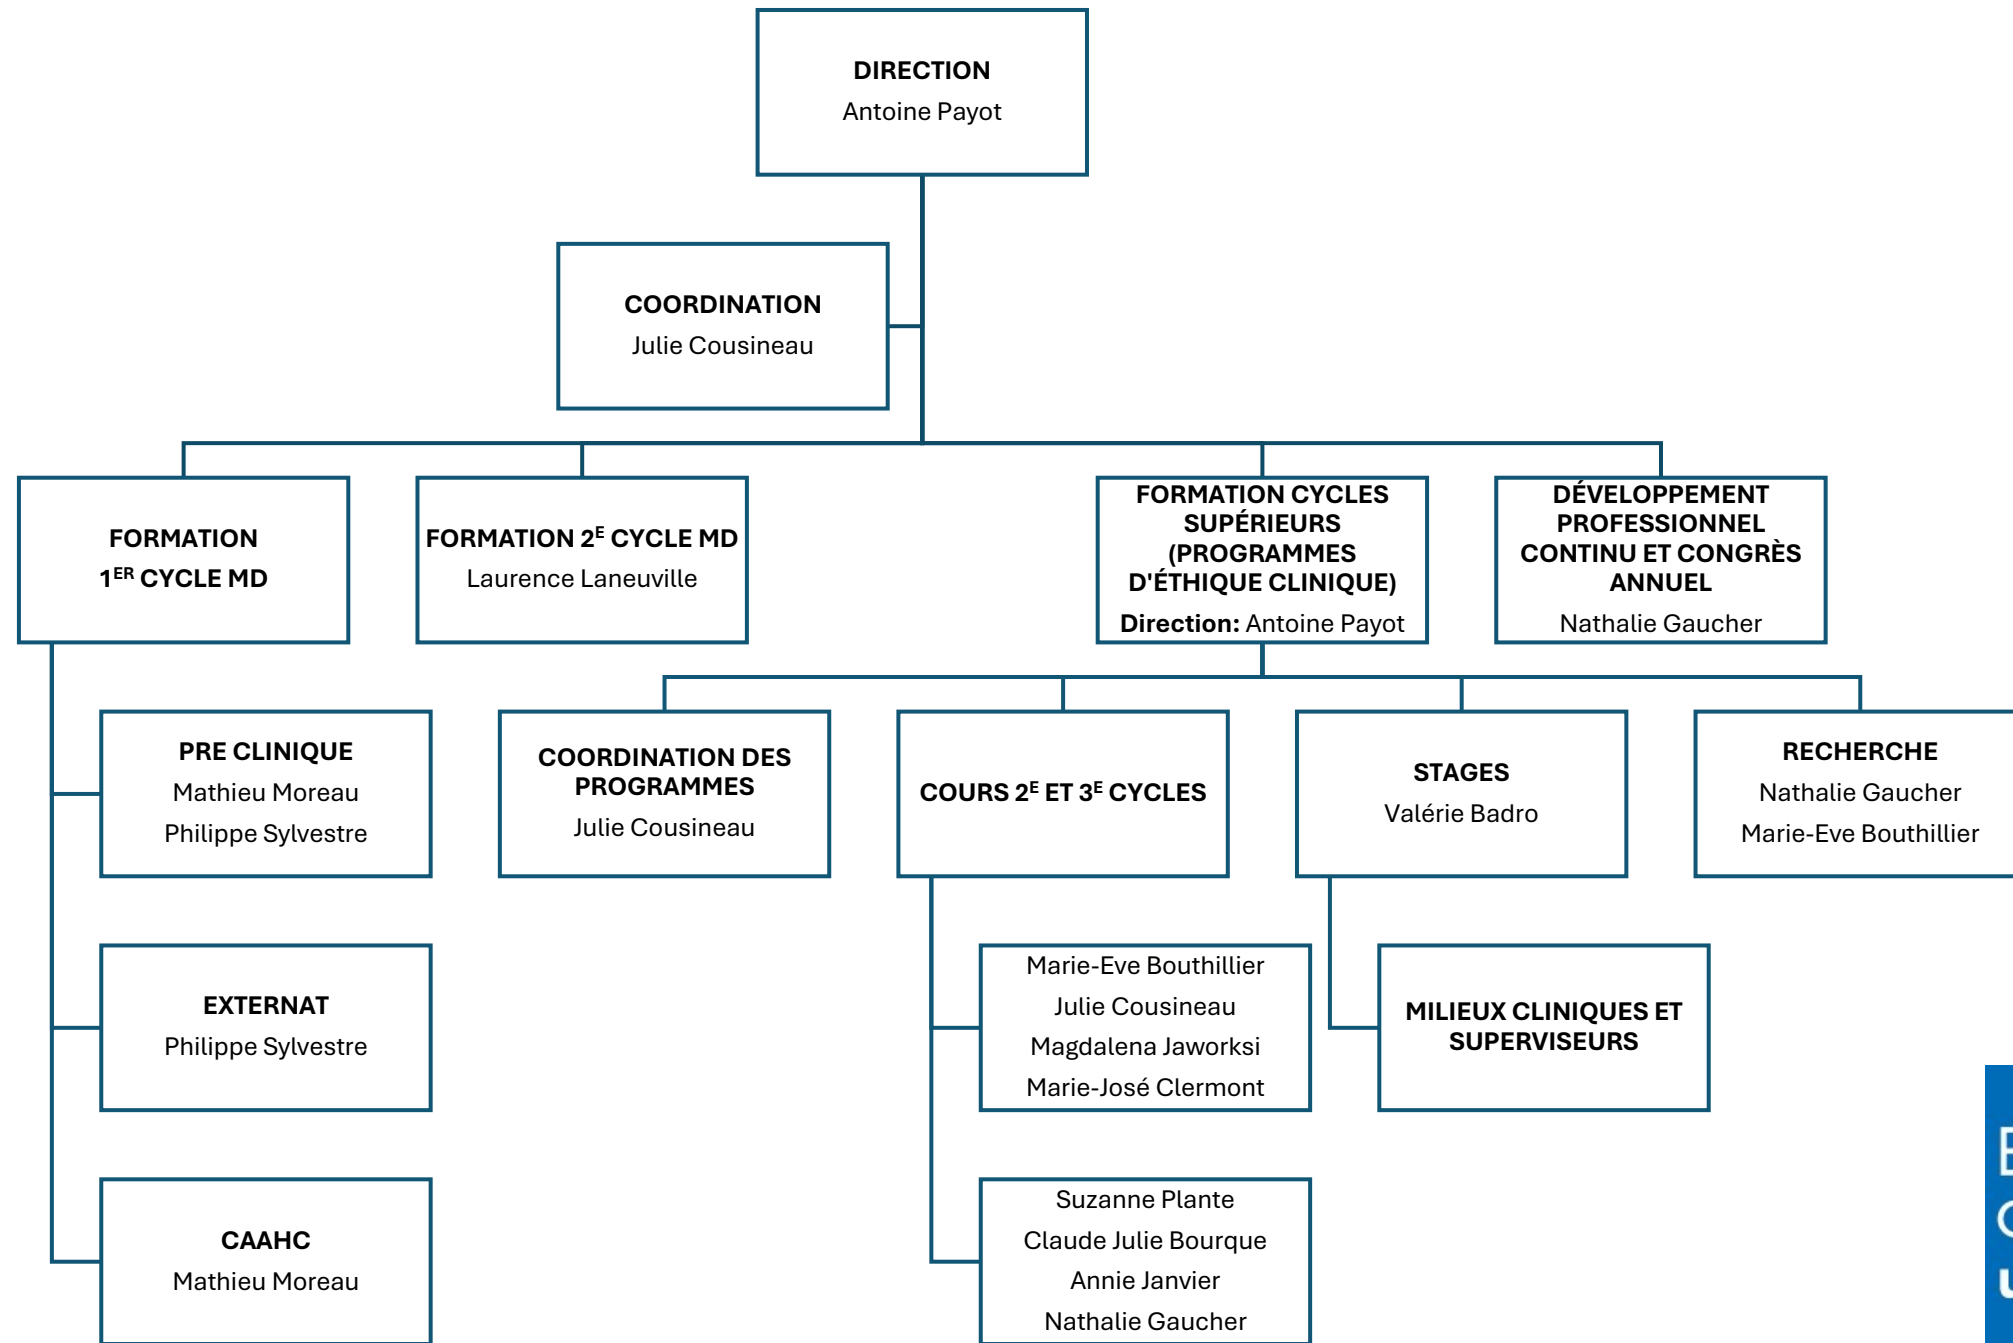 DIRECTION
Antoine Payot
COORDINATION
Julie Cousineau
FORMATION
1ER CYCLE MD
FORMATION 2E CYCLE MD
Laurence Laneuville
FORMATION CYCLES
SUPÉRIEURS
(PROGRAMMES
D'ÉTHIQUE CLINIQUE)
Direction: Antoine Payot
DÉVELOPPEMENT
PROFESSIONNEL
CONTINU ET CONGRÈS
ANNUEL
Nathalie Gaucher
PRE CLINIQUE
Mathieu Moreau
Philippe Sylvestre
COORDINATION DES
PROGRAMMES
Julie Cousineau
COURS 2E ET 3E CYCLES
STAGES
Valérie Badro
RECHERCHE
Nathalie Gaucher
Marie-Eve Bouthillier
EXTERNAT
Philippe Sylvestre
Marie-Eve Bouthillier
Julie Cousineau
Magdalena Jaworksi
Marie-José Clermont
MILIEUX CLINIQUES ET
SUPERVISEURS
CAAHC
Mathieu Moreau
Suzanne Plante
Claude Julie Bourque
Annie Janvier
Nathalie Gaucher